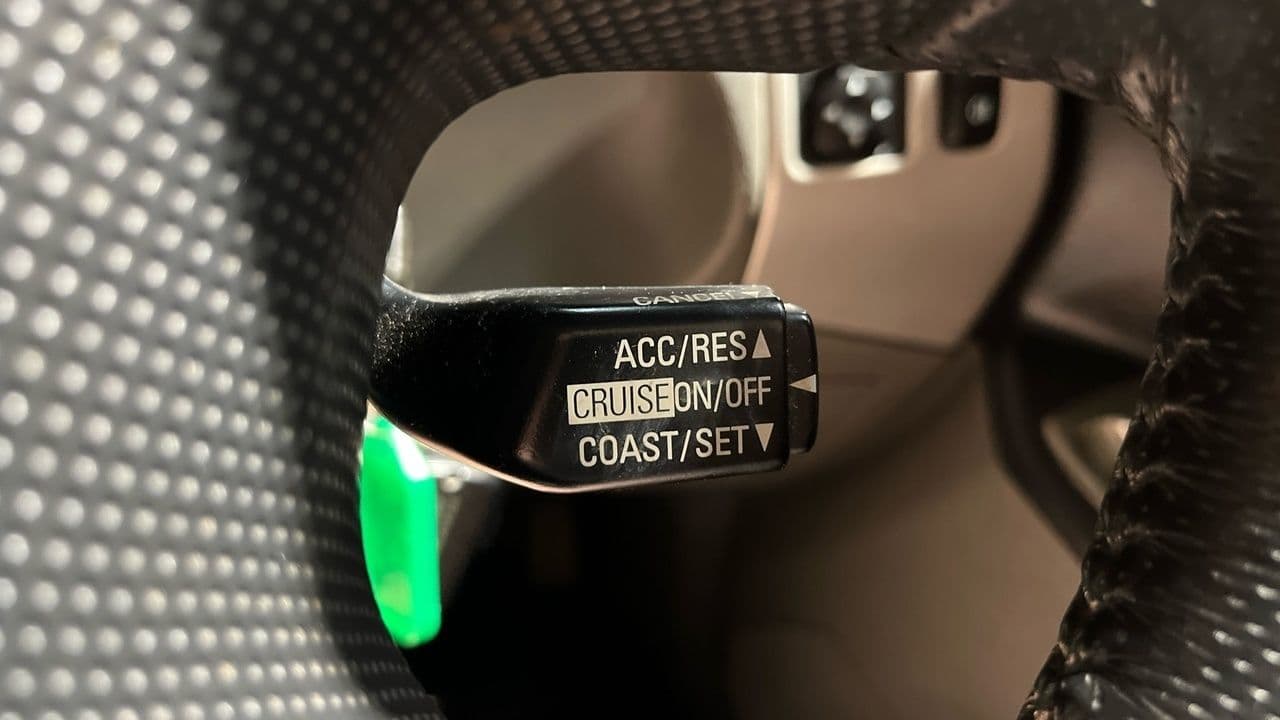 CANCEL
ACC/RES▲
CRUISE ON/OFF ◀
COAST/SET▼